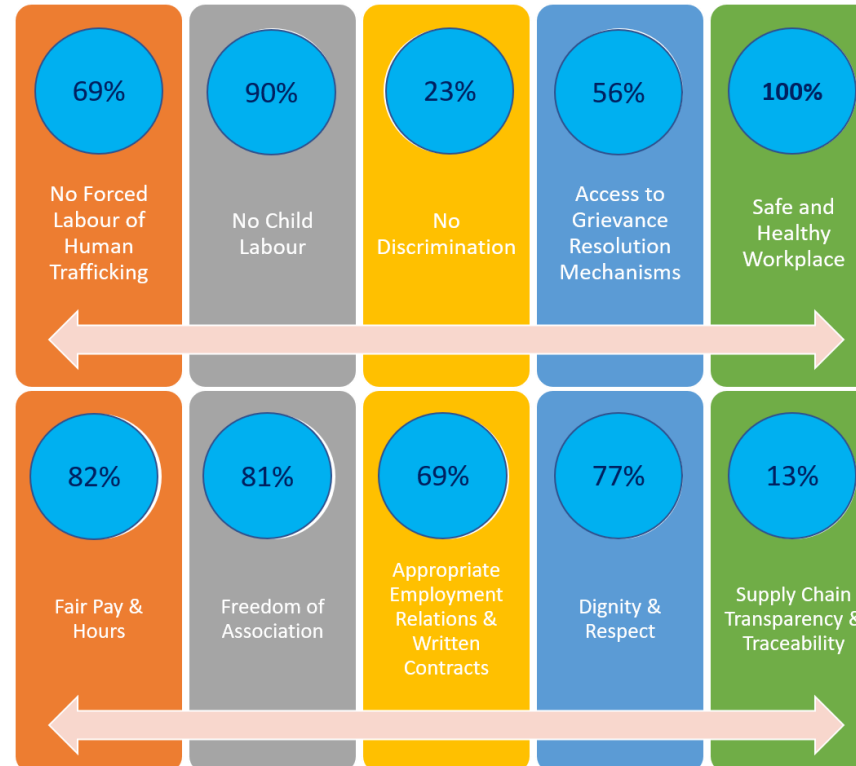 69%
90%
23%
56%
100%
No Forced
Labour of
Human
Trafficking
No Child
Labour
No
Discrimination
Access to
Grievance
Resolution
Mechanisms
Safe and
Healthy
Workplace
82%
81%
69%
77%
13%
Fair Pay &
Hours
Freedom of
Association
Appropriate
Employment
Relations &
Written
Contracts
Dignity &
Respect
Supply Chain
Transparency &
Traceability